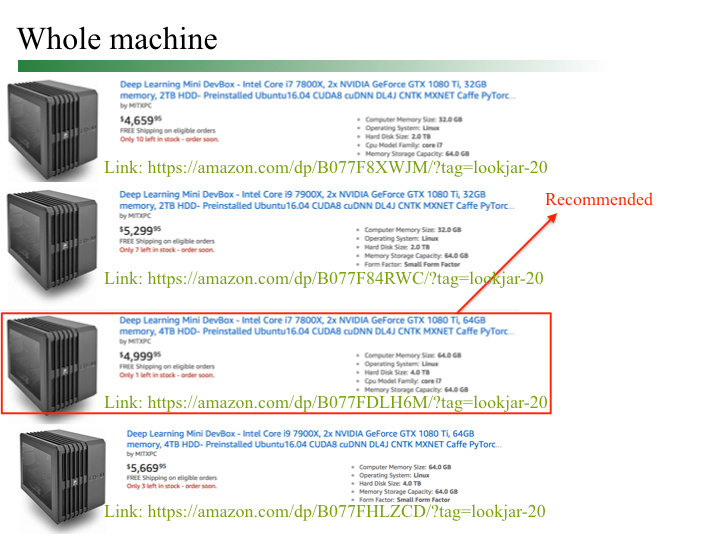 Whole machine
Deep Learning Mini DevBox - Intel Core i7 7800X, 2x NVIDIA GeForce GTX 1080 Ti, 32GB
memory, 2TB HDD- Preinstalled Ubuntu16.04 CUDA8 cuDNN DL4J CNTK MXNET Caffe PyTorc...
by MITXPC
$4,659.95
FREE Shipping on eligible orders
Only 10 left in stock - order soon.
• Computer Memory Size: 32.0 GB
• Operating System: Linux
• Hard Disk Size: 2.0 TB
• Cpu Model Family: core i7
• Memory Storage Capacity: 64.0 GB
Link: https://amazon.com/dp/B077F8XWJM/?tag=lookjar-20
Deep Learning Mini DevBox - Intel Core i9 7900X, 2x NVIDIA GeForce GTX 1080 Ti, 32GB
memory, 2TB HDD- Preinstalled Ubuntu16.04 CUDA8 cuDNN DL4J CNTK MXNET Caffe PyTorc...
by MITXPC
$5,299.95
FREE Shipping on eligible orders
Only 7 left in stock - order soon.
• Computer Memory Size: 32.0 GB
• Operating System: Linux
• Hard Disk Size: 2.0 TB
• Memory Storage Capacity: 64.0 GB
• Form Factor: Small Form Factor
Link: https://amazon.com/dp/B077F84RWC/?tag=lookjar-20
Recommended
Deep Learning Mini DevBox - Intel Core i7 7800X, 2x NVIDIA GeForce GTX 1080 Ti, 64GB
memory, 4TB HDD- Preinstalled Ubuntu16.04 CUDA8 cuDNN DL4J CNTK MXNET Caffe PyTorc...
by MITXPC
$4,999.95
FREE Shipping on eligible orders
Only 1 left in stock - order soon.
• Computer Memory Size: 64.0 GB
• Operating System: Linux
• Hard Disk Size: 4.0 TB
• Cpu Model Family: core i7
• Memory Storage Capacity: 64.0 GB
Link: https://amazon.com/dp/B077FDLH6M/?tag=lookjar-20
Deep Learning Mini DevBox - Intel Core i9 7900X, 2x NVIDIA GeForce GTX 1080 Ti, 64GB
memory, 4TB HDD- Preinstalled Ubuntu16.04 CUDA8 cuDNN DL4J CNTK MXNET Caffe PyTorc...
by MITXPC
$5,669.95
FREE Shipping on eligible orders
Only 3 left in stock - order soon.
• Computer Memory Size: 64.0 GB
• Operating System: Linux
• Hard Disk Size: 4.0 TB
• Memory Storage Capacity: 64.0 GB
• Form Factor: Small Form Factor
Link: https://amazon.com/dp/B077FHLZCD/?tag=lookjar-20